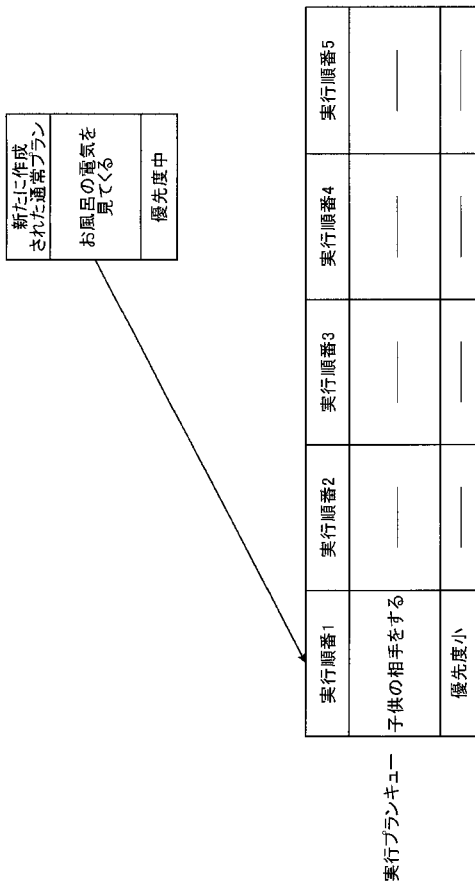 新たに作成
された通常プラン
お風呂の電気を
見てくる
優先度中
実行プランキュー
実行順番1
実行順番2
実行順番3
実行順番4
実行順番5
子供の相手をする
優先度小